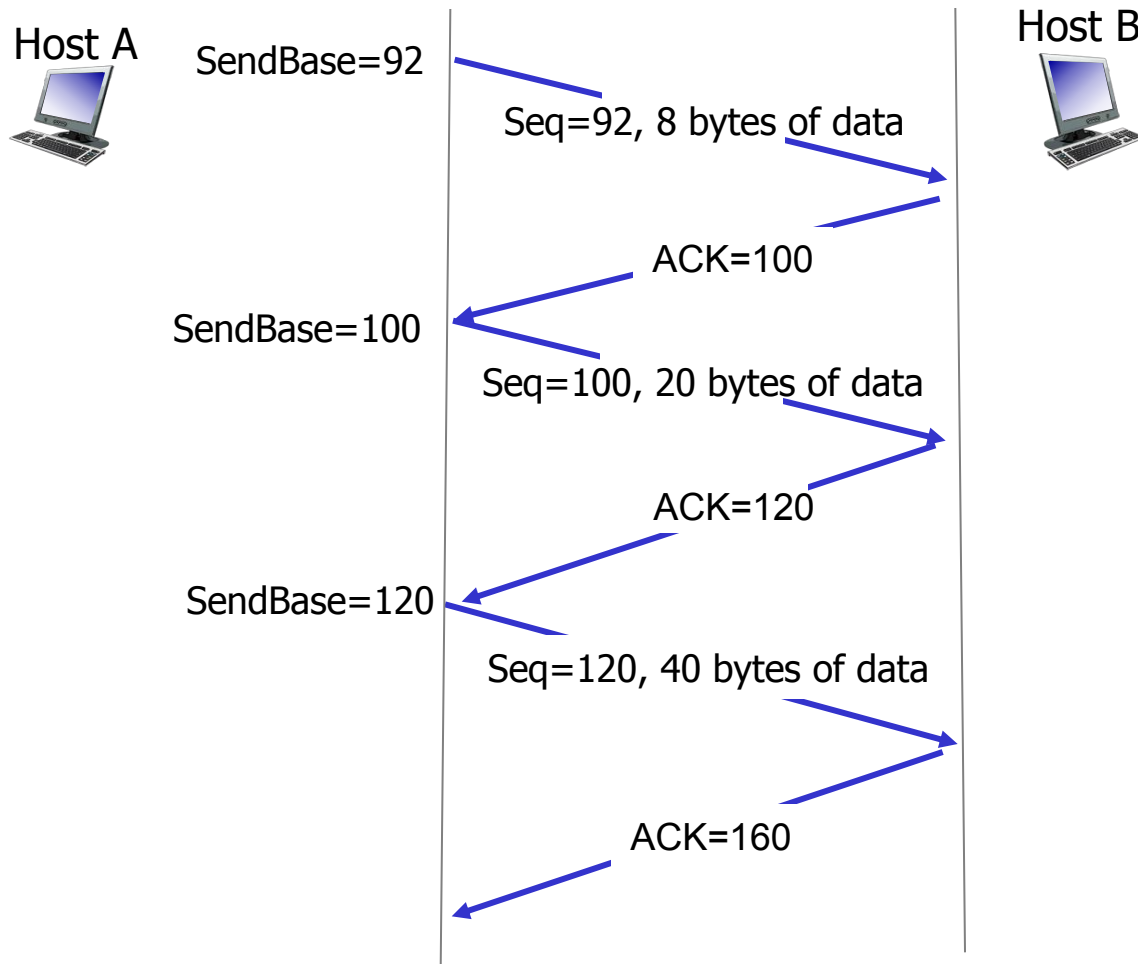 Host A
Host B
SendBase=92
Seq=92, 8 bytes of data
ACK=100
SendBase=100
Seq=100, 20 bytes of data
ACK=120
SendBase=120
Seq=120, 40 bytes of data
ACK=160